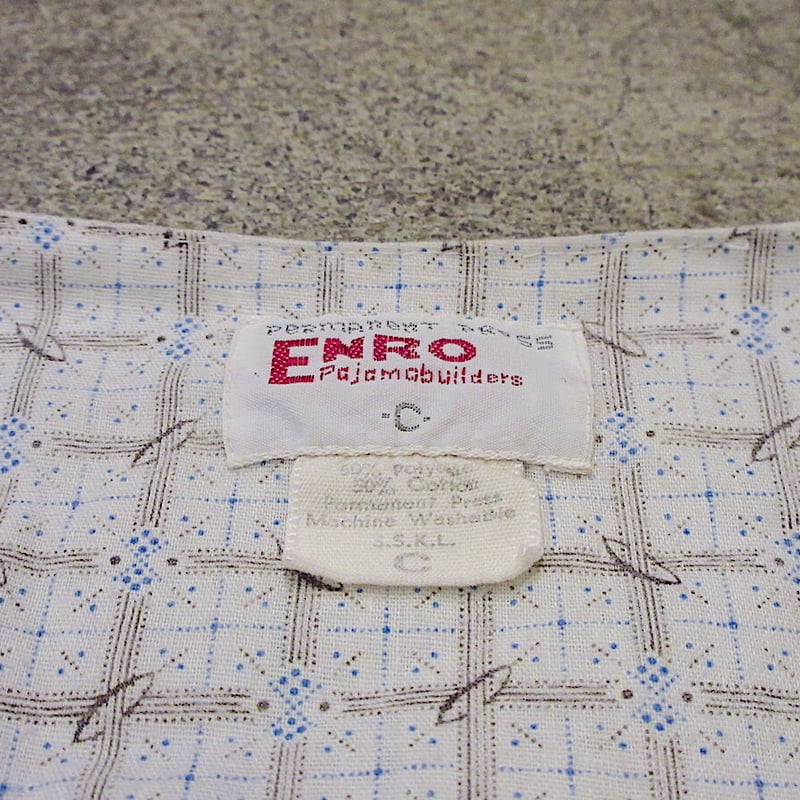 PERMANENT PRESS
ENRO
Pajamabuilders
-C-
50% Polyester
50% Cotton
Permanent Press
Machine Washable
S.S.K.L.
C